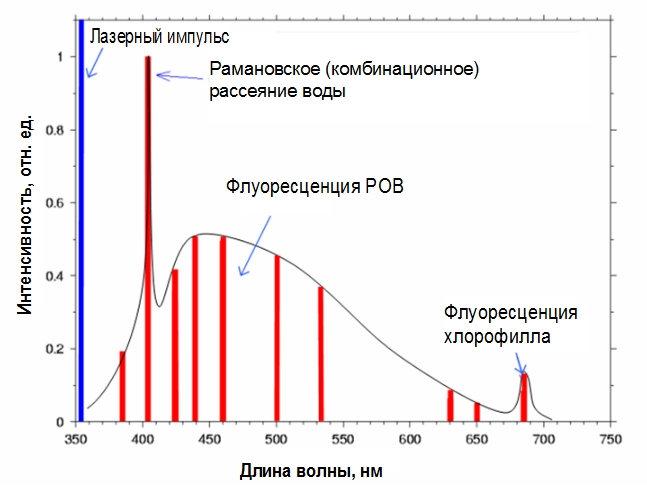 Лазерный импульс
Рамановское (комбинационное)
рассеяние воды
Флуоресценция РОВ
Флуоресценция
хлорофилла
Интенсивность, отн. ед.
1
0.8
0.6
0.4
0.2
0
350 400 450 500 550 600 650 700 750
Длина волны, нм